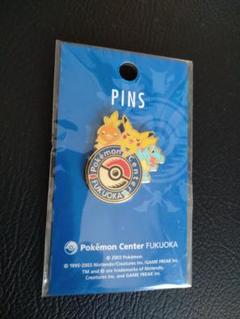 PINS
Pokémon Center
FUKUOKA
Pokémon Center FUKUOKA
© 2003 Pokémon
© 1995-2003 Nintendo/Creatures Inc./GAME FREAK inc.
TM and ® are trademarks of Nintendo,
Creatures Inc. and GAME FREAK inc.